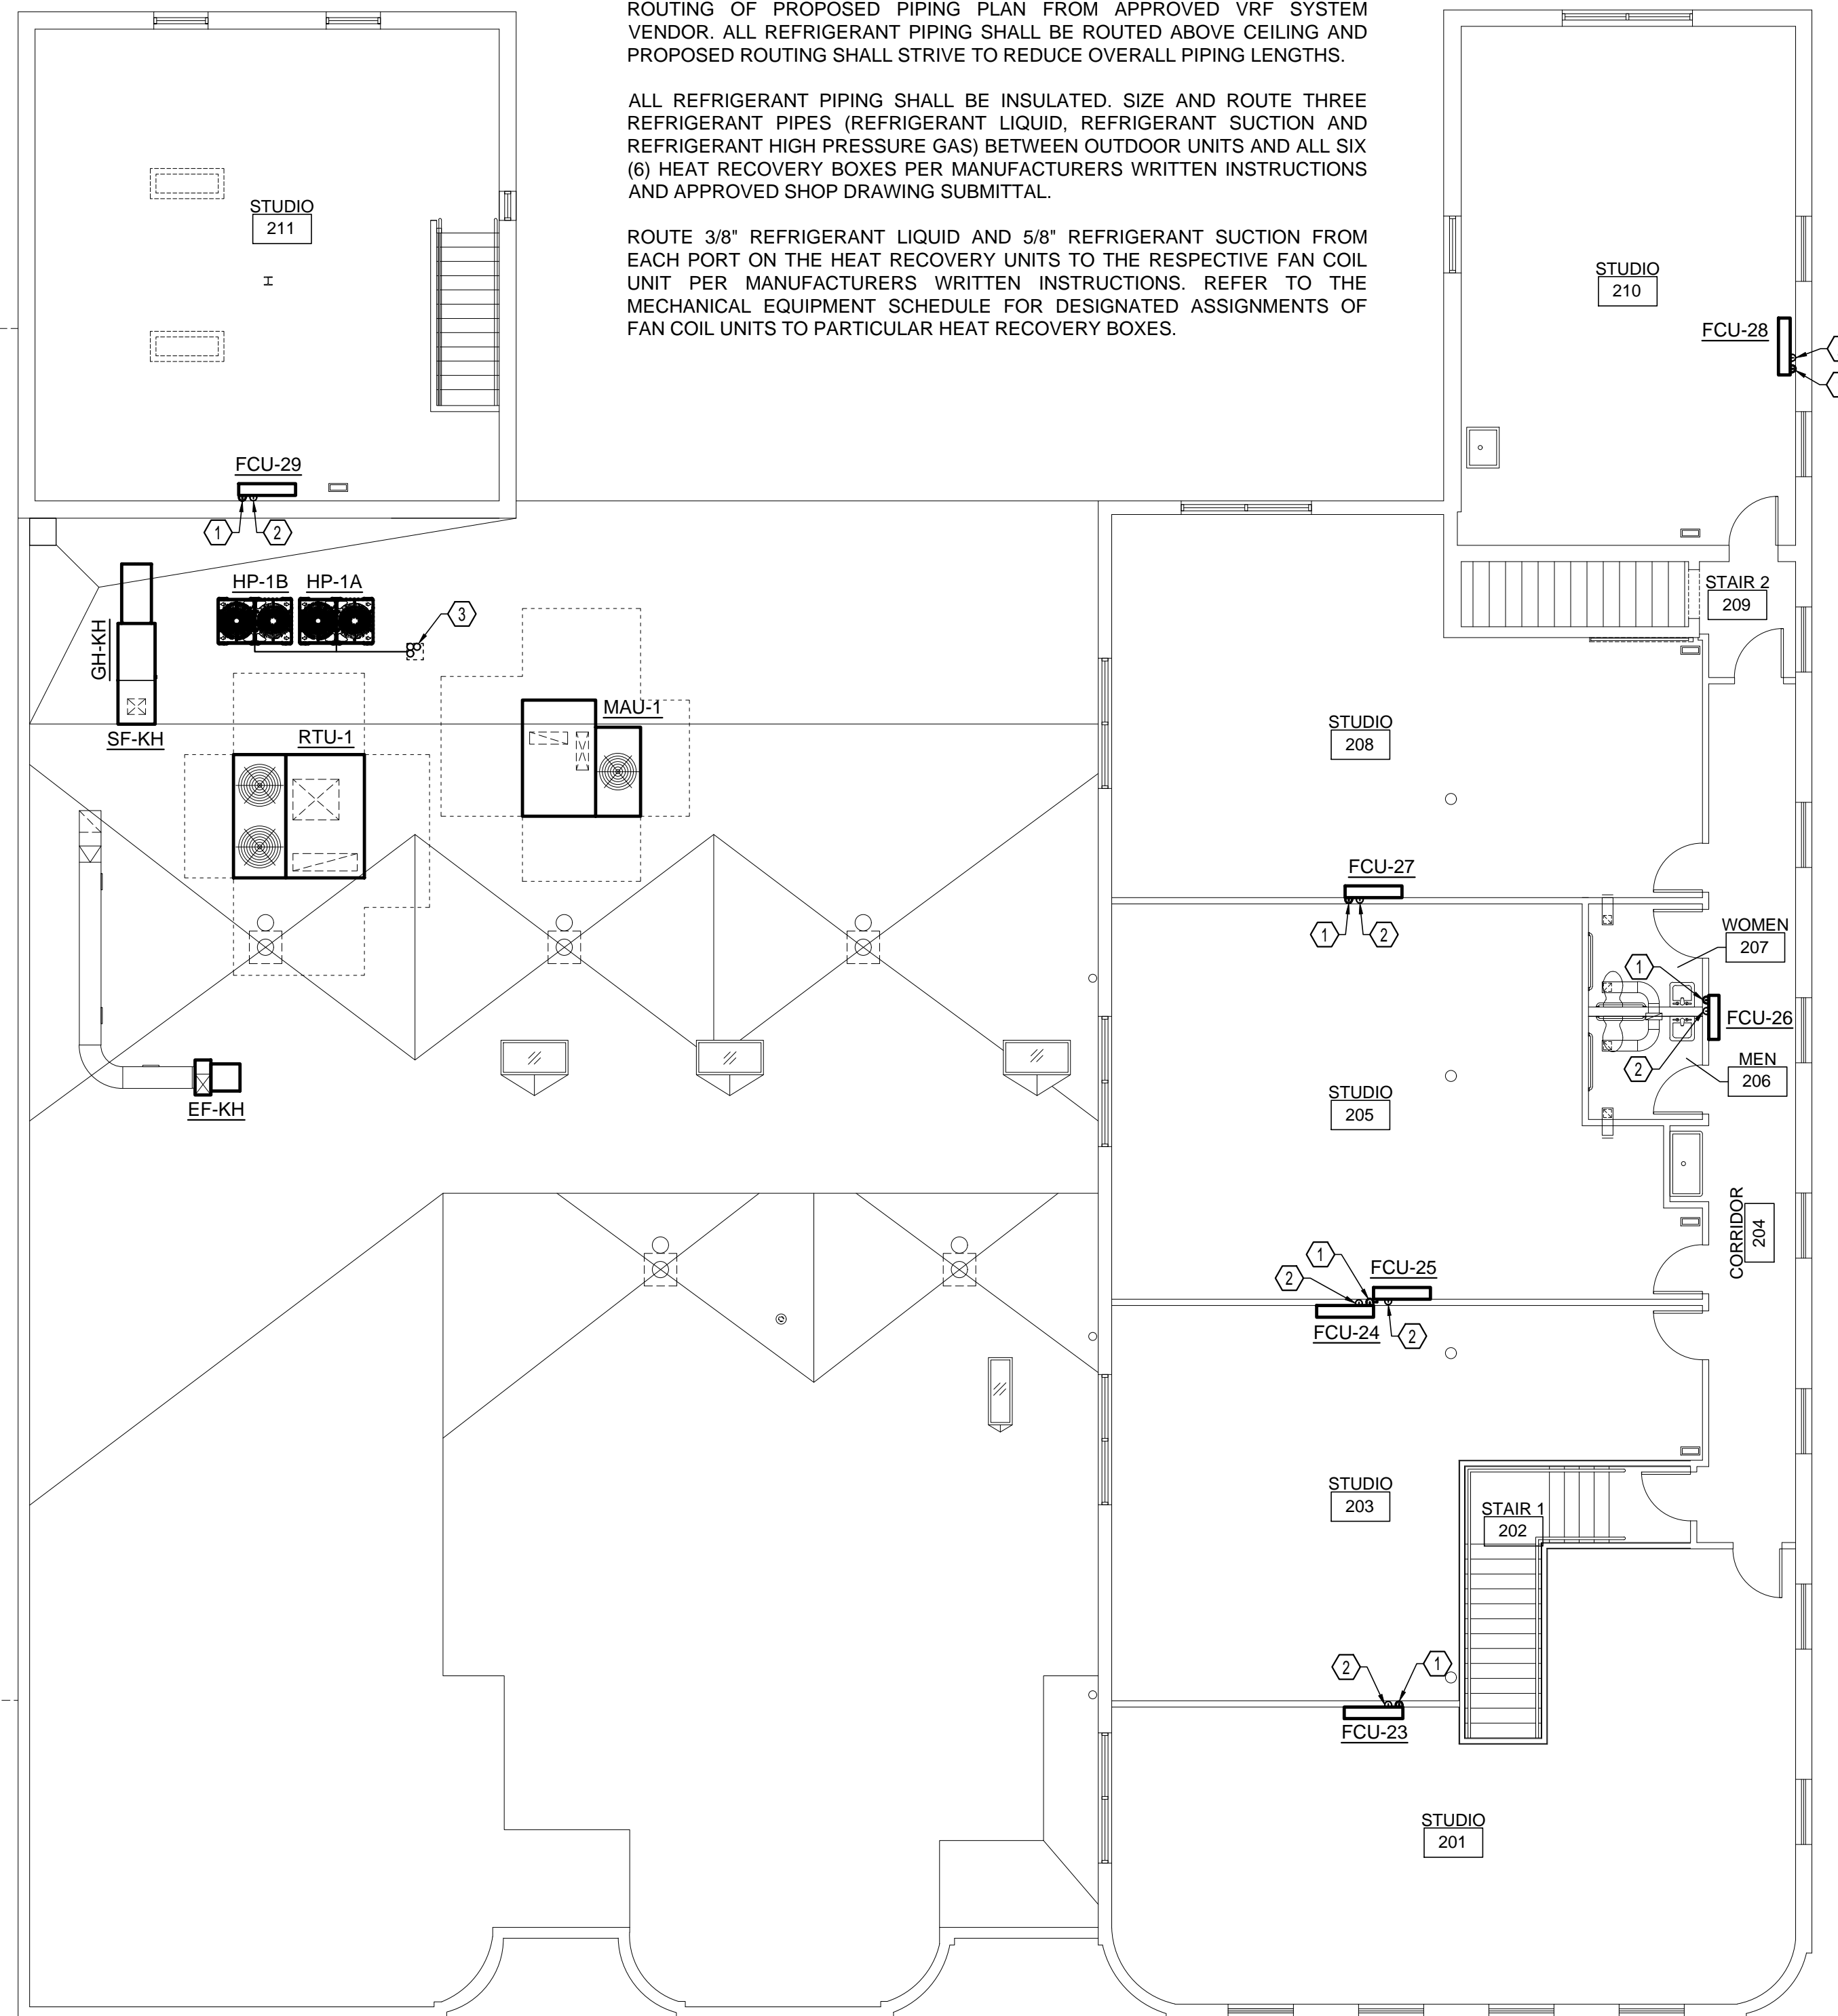 ROUTING OF PROPOSED PIPING PLAN FROM APPROVED VRF SYSTEM
VENDOR. ALL REFRIGERANT PIPING SHALL BE ROUTED ABOVE CEILING AND
PROPOSED ROUTING SHALL STRIVE TO REDUCE OVERALL PIPING LENGTHS.
ALL REFRIGERANT PIPING SHALL BE INSULATED. SIZE AND ROUTE THREE
REFRIGERANT PIPES (REFRIGERANT LIQUID, REFRIGERANT SUCTION AND
REFRIGERANT HIGH PRESSURE GAS) BETWEEN OUTDOOR UNITS AND ALL SIX
(6) HEAT RECOVERY BOXES PER MANUFACTURERS WRITTEN INSTRUCTIONS
AND APPROVED SHOP DRAWING SUBMITTAL.
ROUTE 3/8" REFRIGERANT LIQUID AND 5/8" REFRIGERANT SUCTION FROM
EACH PORT ON THE HEAT RECOVERY UNITS TO THE RESPECTIVE FAN COIL
UNIT PER MANUFACTURERS WRITTEN INSTRUCTIONS. REFER TO THE
MECHANICAL EQUIPMENT SCHEDULE FOR DESIGNATED ASSIGNMENTS OF
FAN COIL UNITS TO PARTICULAR HEAT RECOVERY BOXES.
STUDIO
211
STUDIO
210
FCU-28
FCU-29
1
2
HP-1B
HP-1A
3
GH-KH
SF-KH
STAIR 2
209
RTU-1
MAU-1
STUDIO
208
FCU-27
1
2
WOMEN
207
1
FCU-26
2
MEN
206
EF-KH
STUDIO
205
CORRIDOR
204
1
2
FCU-25
FCU-24
2
STUDIO
203
STAIR 1
202
2
1
FCU-23
STUDIO
201